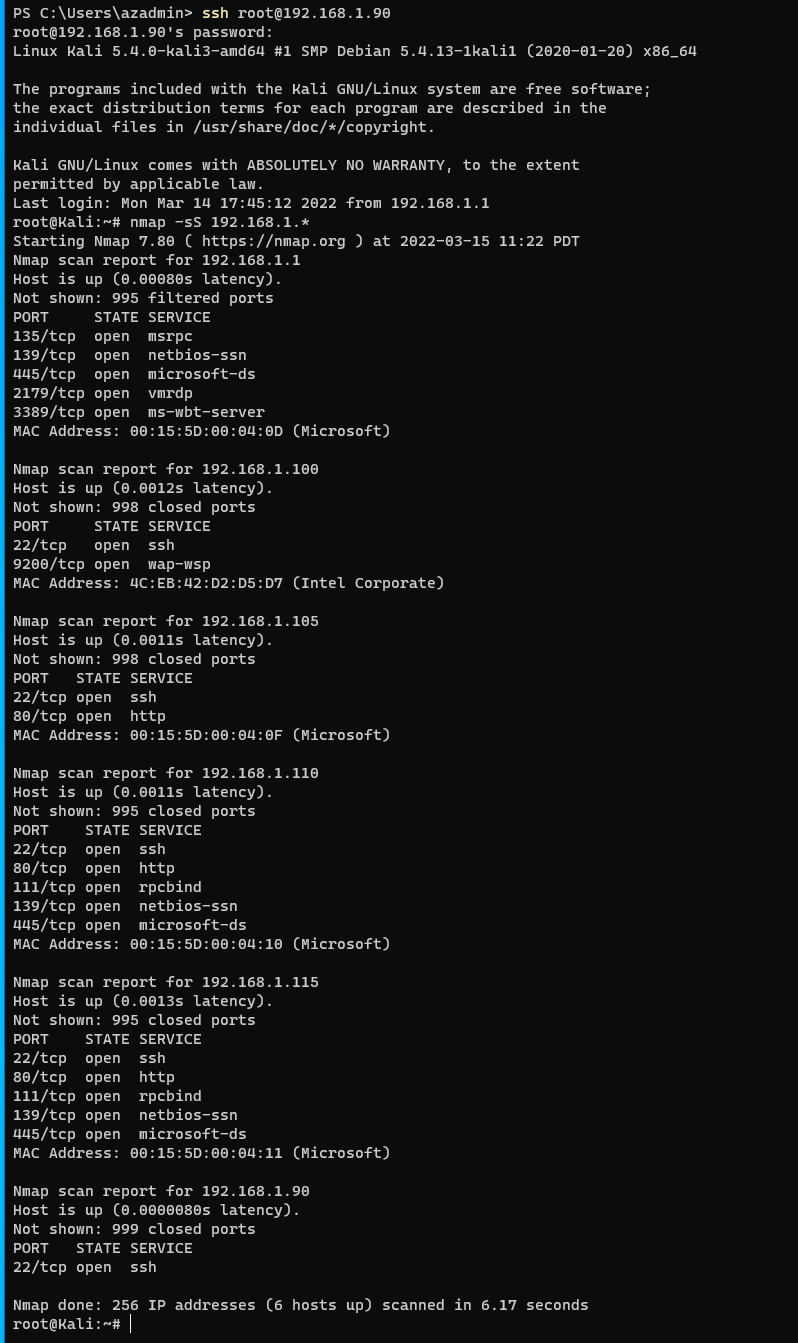 PS C:\Users\azadmin> ssh root@192.168.1.90
root@192.168.1.90's password:
Linux Kali 5.4.0-kali3-amd64 #1 SMP Debian 5.4.13-1kali1 (2020-01-20) x86_64
The programs included with the Kali GNU/Linux system are free software;
the exact distribution terms for each program are described in the
individual files in /usr/share/doc/*/copyright.
Kali GNU/Linux comes with ABSOLUTELY NO WARRANTY, to the extent
permitted by applicable law.
Last login: Mon Mar 14 17:45:12 2022 from 192.168.1.1
root@Kali:~# nmap -sS 192.168.1.*
Starting Nmap 7.80 ( https://nmap.org ) at 2022-03-15 11:22 PDT
Nmap scan report for 192.168.1.1
Host is up (0.00080s latency).
Not shown: 995 filtered ports
PORT     STATE SERVICE
135/tcp  open  msrpc
139/tcp  open  netbios-ssn
445/tcp  open  microsoft-ds
2179/tcp open  vmrdp
3389/tcp open  ms-wbt-server
MAC Address: 00:15:5D:00:04:0D (Microsoft)
Nmap scan report for 192.168.1.100
Host is up (0.0012s latency).
Not shown: 998 closed ports
PORT     STATE SERVICE
22/tcp   open  ssh
9200/tcp open  wap-wsp
MAC Address: 4C:EB:42:D2:D5:D7 (Intel Corporate)
Nmap scan report for 192.168.1.105
Host is up (0.0011s latency).
Not shown: 998 closed ports
PORT   STATE SERVICE
22/tcp open  ssh
80/tcp open  http
MAC Address: 00:15:5D:00:04:0F (Microsoft)
Nmap scan report for 192.168.1.110
Host is up (0.0011s latency).
Not shown: 995 closed ports
PORT    STATE SERVICE
22/tcp  open  ssh
80/tcp  open  http
111/tcp open  rpcbind
139/tcp open  netbios-ssn
445/tcp open  microsoft-ds
MAC Address: 00:15:5D:00:04:10 (Microsoft)
Nmap scan report for 192.168.1.115
Host is up (0.0013s latency).
Not shown: 995 closed ports
PORT    STATE SERVICE
22/tcp  open  ssh
80/tcp  open  http
111/tcp open  rpcbind
139/tcp open  netbios-ssn
445/tcp open  microsoft-ds
MAC Address: 00:15:5D:00:04:11 (Microsoft)
Nmap scan report for 192.168.1.90
Host is up (0.0000080s latency).
Not shown: 999 closed ports
PORT   STATE SERVICE
22/tcp open  ssh
Nmap done: 256 IP addresses (6 hosts up) scanned in 6.17 seconds
root@Kali:~#